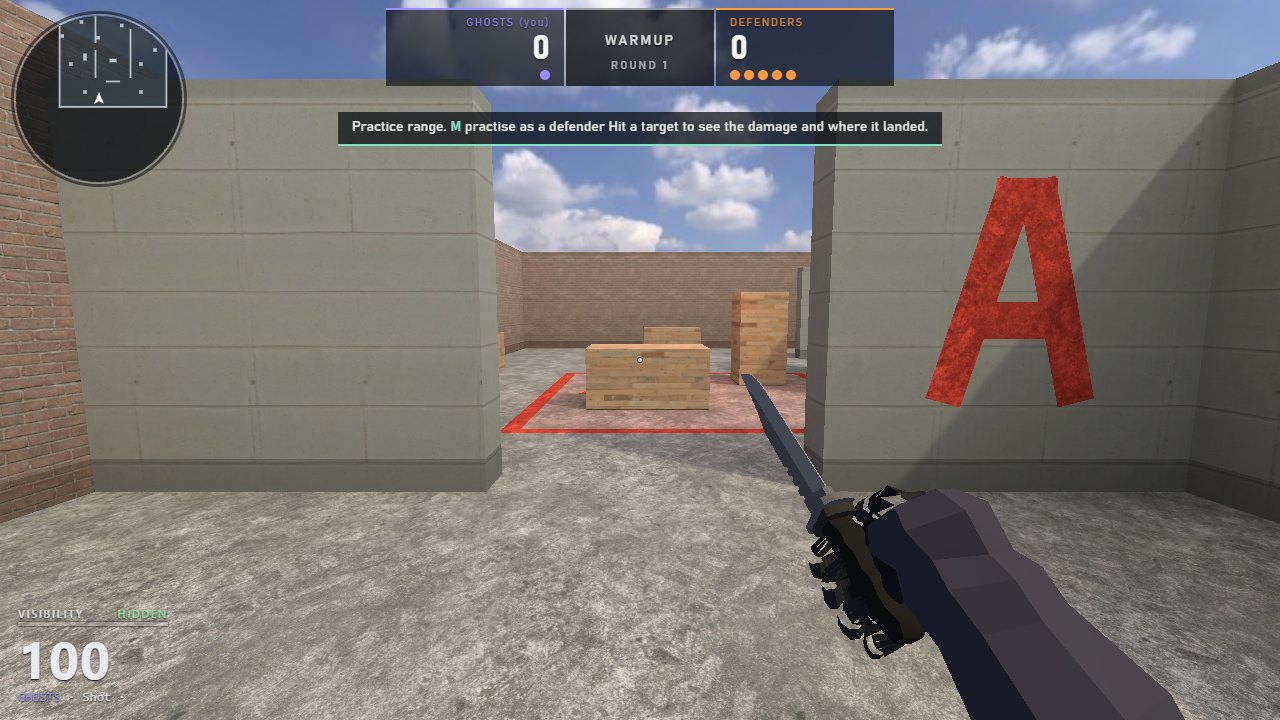 GHOSTS (you)
0
WARMUP
ROUND 1
DEFENDERS
0
Practice range. M practise as a defender Hit a target to see the damage and where it landed.
A
VISIBILITY HIDDEN
100
GHOSTS - Shot -